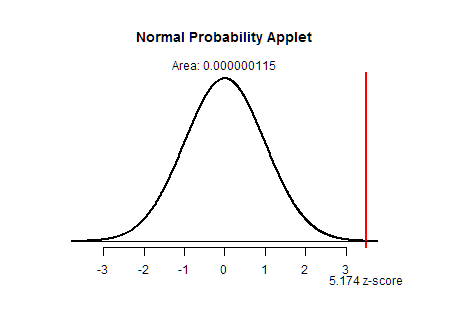 Normal Probability Applet
Area: 0.000000115
-3 -2 -1 0 1 2 3
5.174 z-score